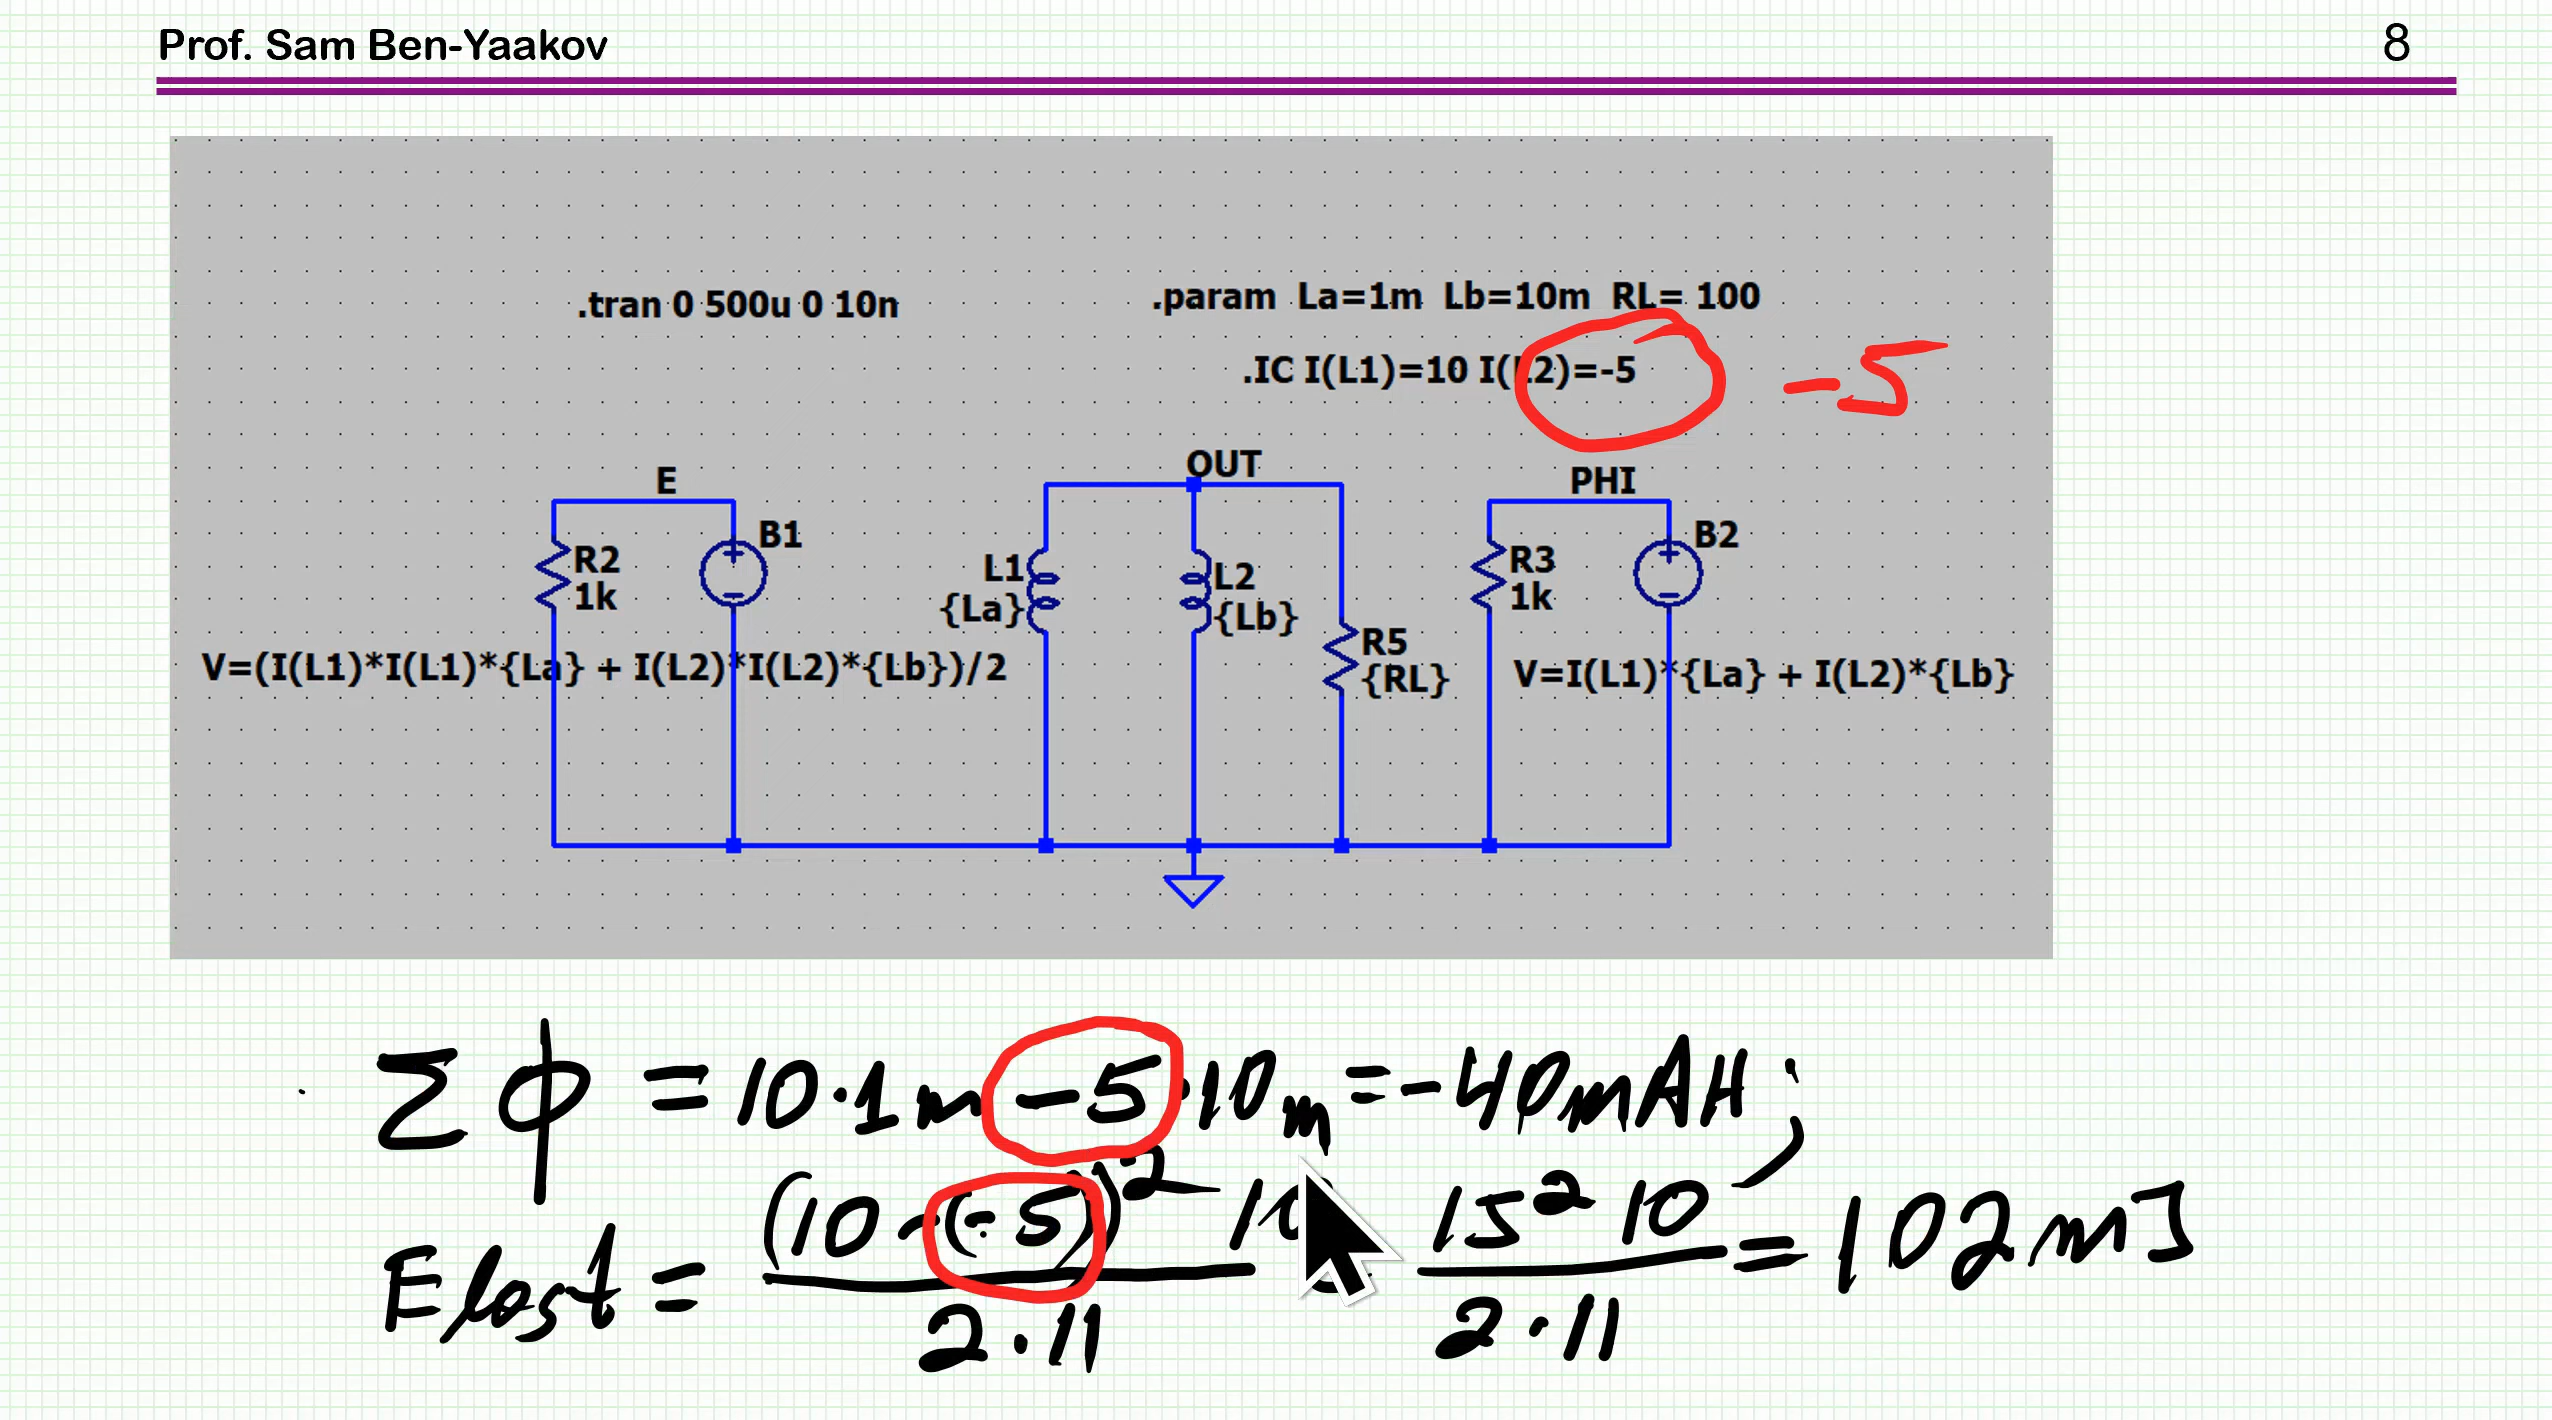 Prof. Sam Ben-Yaakov
8
.tran 0 500u 0 10n
.param La=1m Lb=10m RL= 100
.IC I(L1)=10 I(L2)=-5
-5
E
OUT
PHI
B1
B2
R2
1k
L1
{La}
L2
{Lb}
R3
1k
R5
{RL}
V=(I(L1)*I(L1)*{La} + I(L2)*I(L2)*{Lb})/2
V=I(L1)*{La} + I(L2)*{Lb}
Σϕ = 10·1m -5·10m = -40mAH;
Elost = (10-(-5))² / 2·11 15² 10 / 2·11 = 102mJ